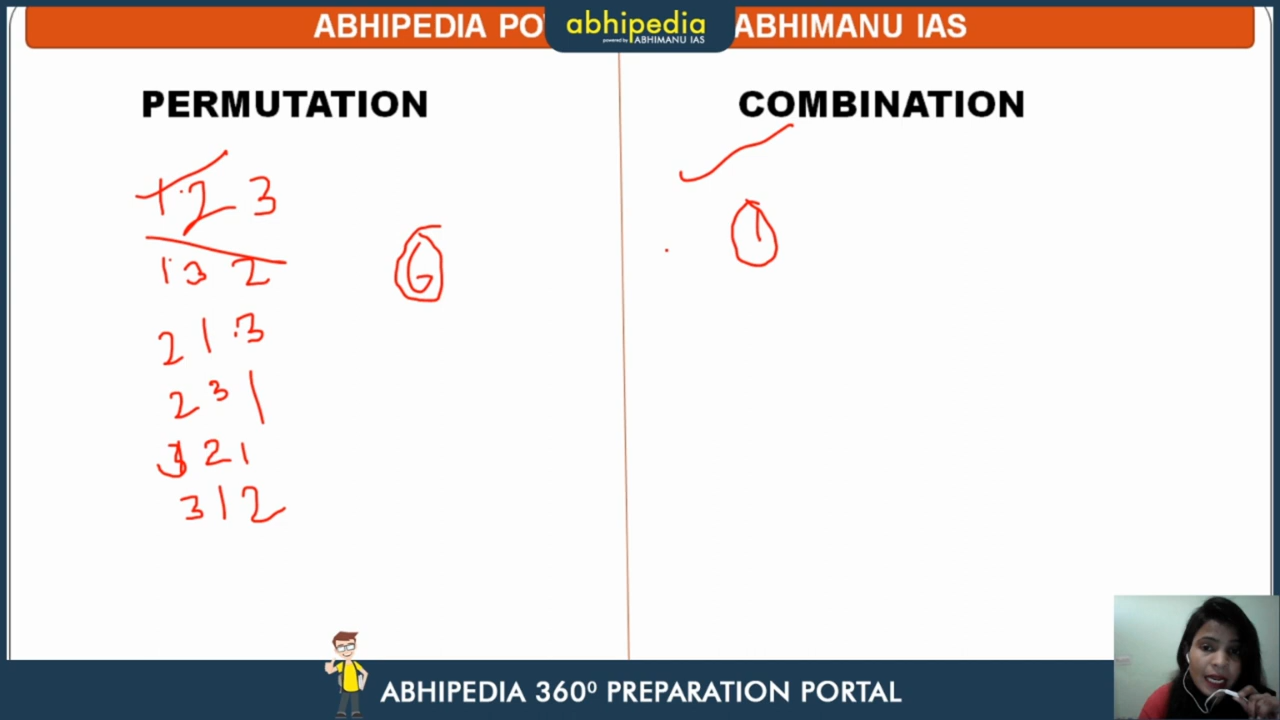 ABHIPEDIA PO
abhipedia
powered by ABHIMANU IAS
ABHIMANU IAS
PERMUTATION
COMBINATION
1 2 3
1 3 2
2 1 3
2 3 1
3 2 1
3 1 2
6
1
ABHIPEDIA 360⁰ PREPARATION PORTAL